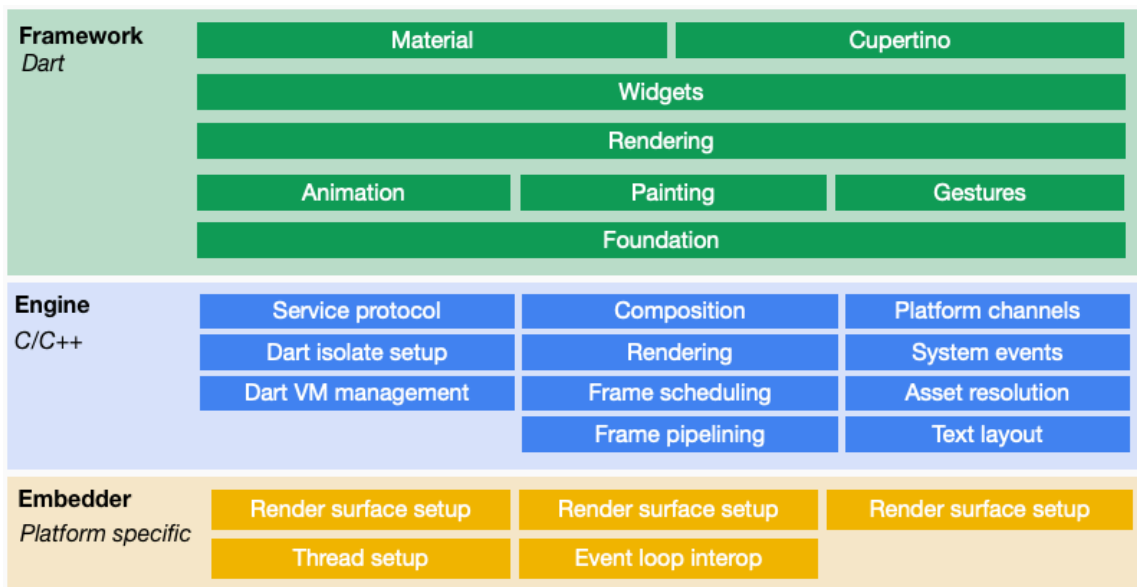 Framework
Dart
Material
Cupertino
Widgets
Rendering
Animation
Painting
Gestures
Foundation
Engine
C/C++
Service protocol
Composition
Platform channels
Dart isolate setup
Rendering
System events
Dart VM management
Frame scheduling
Asset resolution
Frame pipelining
Text layout
Embedder
Platform specific
Render surface setup
Render surface setup
Render surface setup
Thread setup
Event loop interop